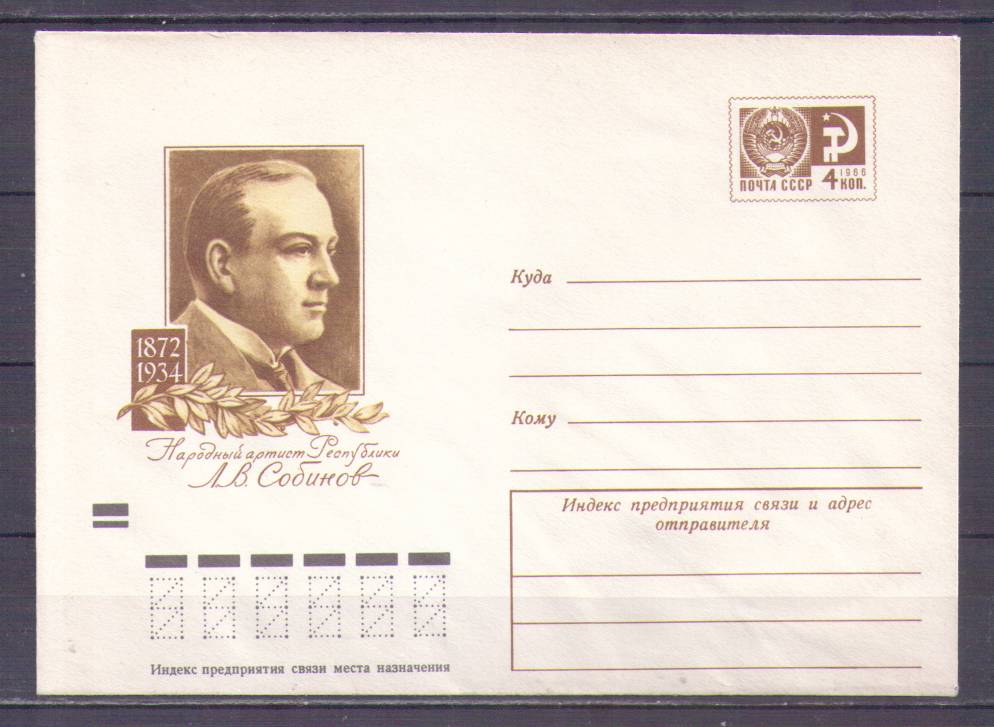 1872
1934
Народный артист Республики
Л.В. Собинов
ПОЧТА СССР
1966
4 КОП.
Куда
Кому
Индекс предприятия связи и адрес
отправителя
Индекс предприятия связи места назначения